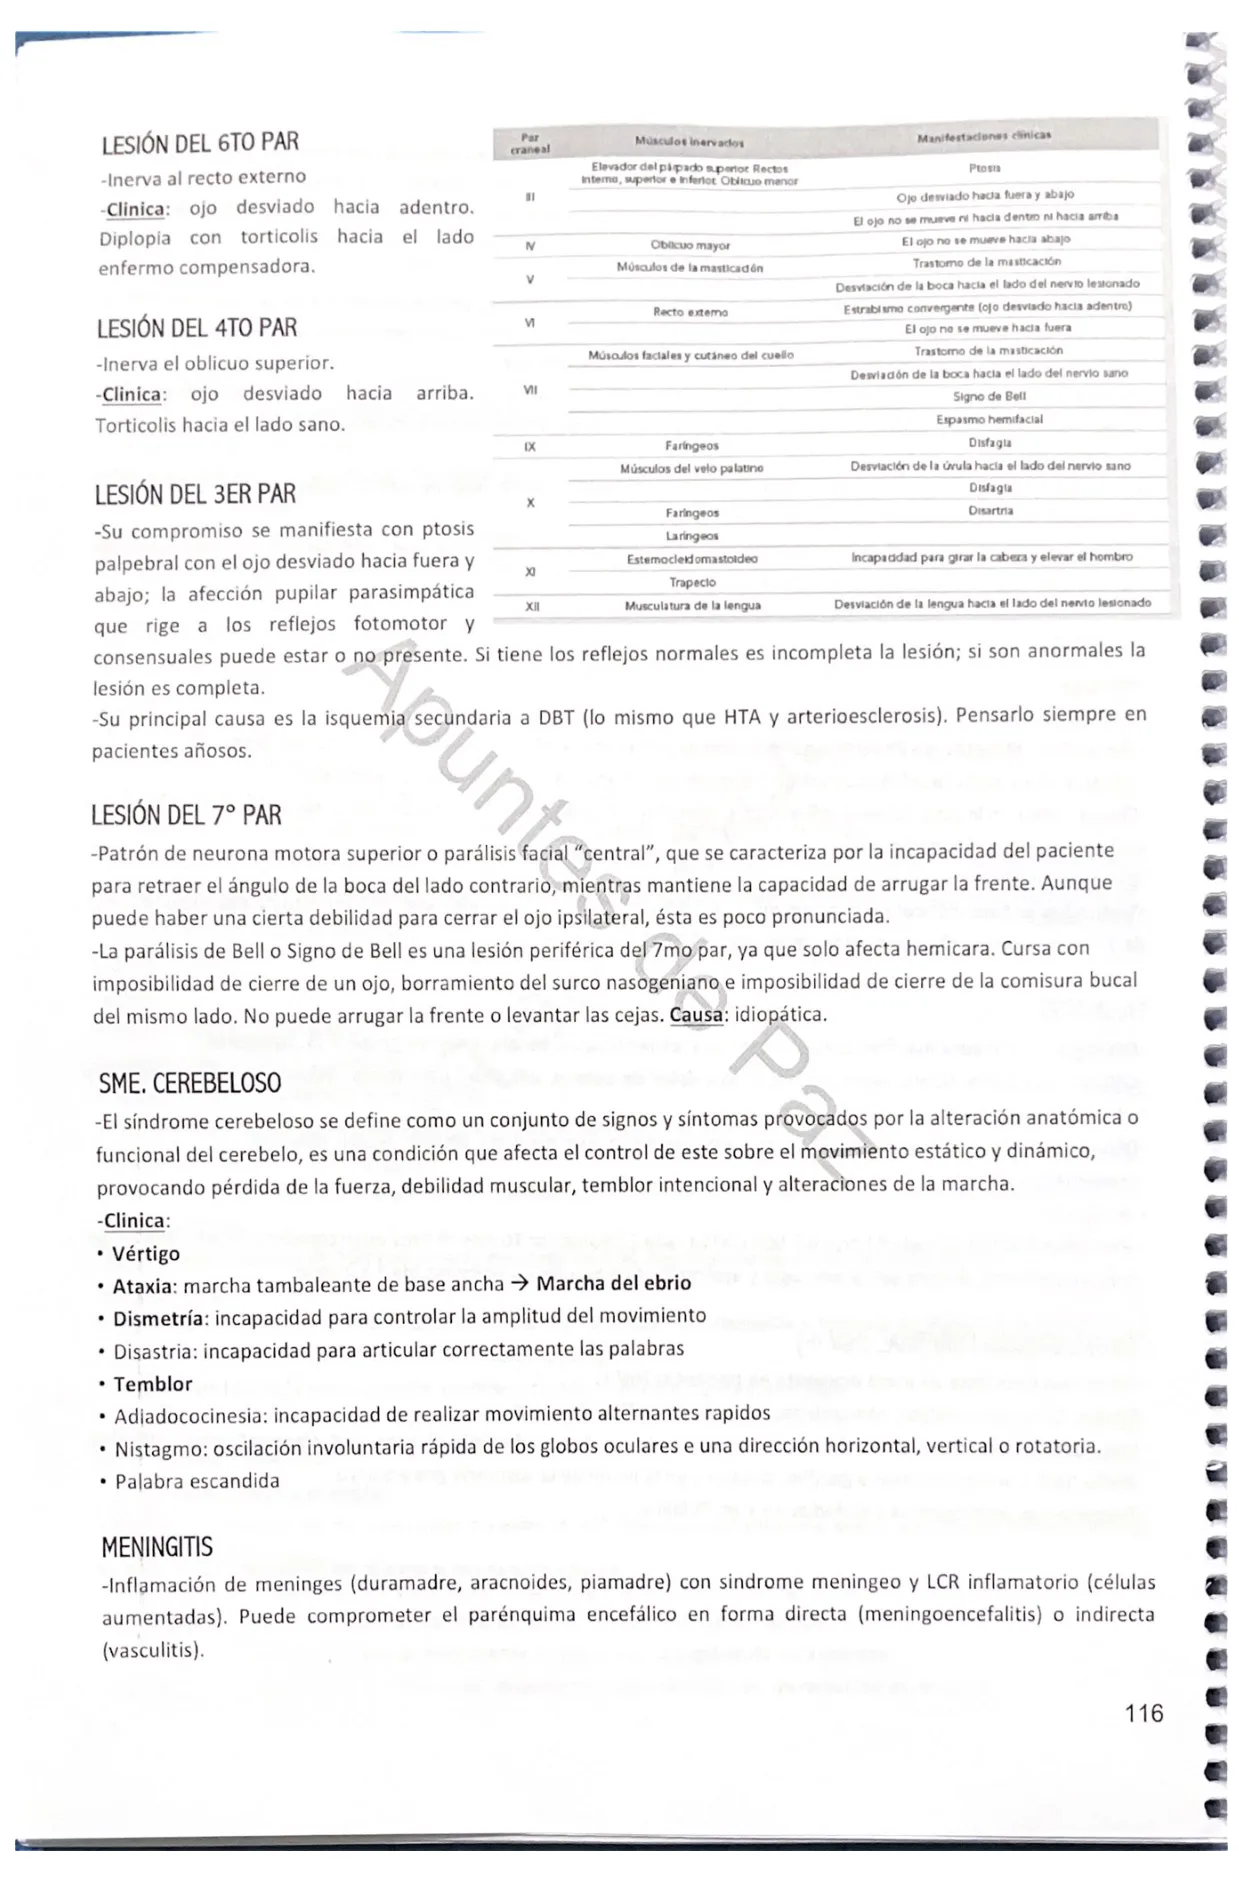 LESIÓN DEL 6TO PAR
-Inerva al recto externo
-Clinica: ojo desviado hacia adentro.
Diplopia con torticolis hacia el lado
enfermo compensadora.
LESIÓN DEL 4TO PAR
-Inerva el oblicuo superior.
-Clinica: ojo desviado hacia arriba.
Torticolis hacia el lado sano.
LESIÓN DEL 3ER PAR
-Su compromiso se manifiesta con ptosis
palpebral con el ojo desviado hacia fuera y
abajo; la afección pupilar parasimpática
que rige a los reflejos fotomotor y
Par craneal Músculos inervados Manifestaciones clínicas
III Elevador del párpado superior. Rectos interno, superior e inferior. Oblicuo menor Ptosis
Ojo desviado hacia fuera y abajo
El ojo no se mueve ni hacia dentro ni hacia arriba
IV Oblicuo mayor El ojo no se mueve hacia abajo
V Músculos de la masticación Trastorno de la masticación
Desviación de la boca hacia el lado del nervio lesionado
VI Recto externo Estrabismo convergente (ojo desviado hacia adentro)
El ojo no se mueve hacia fuera
VII Músculos faciales y cutáneo del cuello Trastorno de la masticación
Desviación de la boca hacia el lado del nervio sano
Signo de Bell
Espasmo hemifacial
IX Faríngeos Disfagia
X Músculos del velo palatino Desviación de la úvula hacia el lado del nervio sano
Disfagia
Faríngeos Disartria
Laríngeos
XI Esternocleidomastoideo Incapacidad para girar la cabeza y elevar el hombro
Trapecio
XII Musculatura de la lengua Desviación de la lengua hacia el lado del nervio lesionado
consensuales puede estar o no presente. Si tiene los reflejos normales es incompleta la lesión; si son anormales la
lesión es completa.
-Su principal causa es la isquemia secundaria a DBT (lo mismo que HTA y arterioesclerosis). Pensarlo siempre en
pacientes añosos.
LESIÓN DEL 7° PAR
-Patrón de neurona motora superior o parálisis facial "central", que se caracteriza por la incapacidad del paciente
para retraer el ángulo de la boca del lado contrario, mientras mantiene la capacidad de arrugar la frente. Aunque
puede haber una cierta debilidad para cerrar el ojo ipsilateral, ésta es poco pronunciada.
-La parálisis de Bell o Signo de Bell es una lesión periférica del 7mo par, ya que solo afecta hemicara. Cursa con
imposibilidad de cierre de un ojo, borramiento del surco nasogeniano e imposibilidad de cierre de la comisura bucal
del mismo lado. No puede arrugar la frente o levantar las cejas. Causa: idiopática.
SME. CEREBELOSO
-El síndrome cerebeloso se define como un conjunto de signos y síntomas provocados por la alteración anatómica o
funcional del cerebelo, es una condición que afecta el control de este sobre el movimiento estático y dinámico,
provocando pérdida de la fuerza, debilidad muscular, temblor intencional y alteraciones de la marcha.
-Clinica:
• Vértigo
• Ataxia: marcha tambaleante de base ancha → Marcha del ebrio
• Dismetría: incapacidad para controlar la amplitud del movimiento
• Disastria: incapacidad para articular correctamente las palabras
• Temblor
• Adiadococinesia: incapacidad de realizar movimiento alternantes rapidos
• Nistagmo: oscilación involuntaria rápida de los globos oculares e una dirección horizontal, vertical o rotatoria.
• Palabra escandida
MENINGITIS
-Inflamación de meninges (duramadre, aracnoides, piamadre) con sindrome meningeo y LCR inflamatorio (células
aumentadas). Puede comprometer el parénquima encefálico en forma directa (meningoencefalitis) o indirecta
(vasculitis).
116
Apuntes de Paz